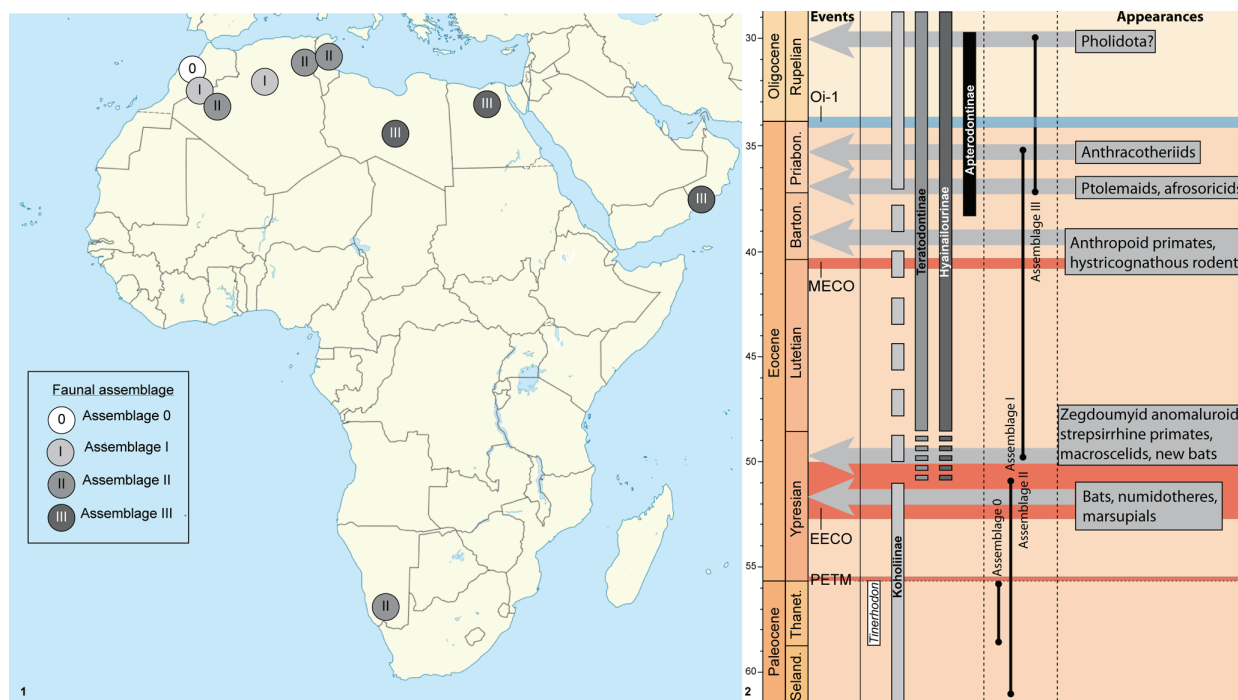 0
I
II
I
II
II
III
III
III
II
Faunal assemblage
0 Assemblage 0
I Assemblage I
II Assemblage II
III Assemblage III
1
Events
Appearances
30
35
40
45
50
55
60
Oligocene
Eocene
Paleocene
Rupelian
Priabon.
Barton.
Lutetian
Ypresian
Thanet.
Seland.
Oi-1
MECO
EECO
PETM
Tinerhodon
Koholiinae
Teratodontinae
Hyainailourinae
Apterodontinae
Assemblage 0
Assemblage I
Assemblage II
Assemblage III
Pholidota?
Anthracotheriids
Ptolemaids, afrosoricids
Anthropoid primates,
hystricognathous rodent
Zegdoumyid anomaluroid
strepsirrhine primates,
macroscelids, new bats
Bats, numidotheres,
marsupials
2